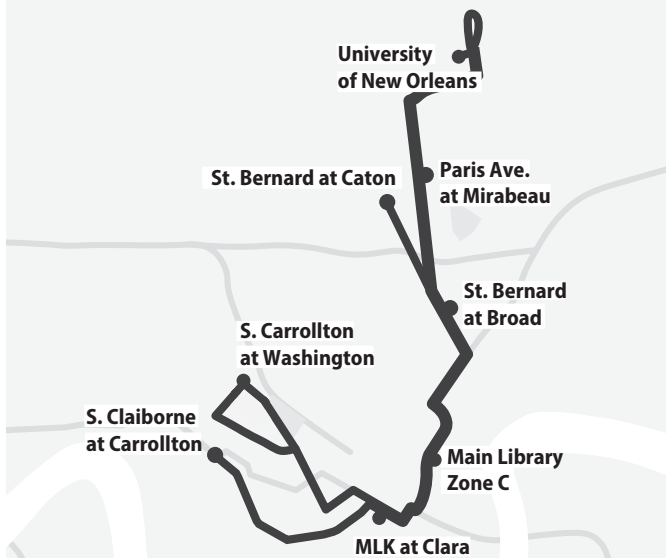 University
of New Orleans
St. Bernard at Caton
Paris Ave.
at Mirabeau
St. Bernard
at Broad
S. Carrollton
at Washington
S. Claiborne
at Carrollton
Main Library
Zone C
MLK at Clara